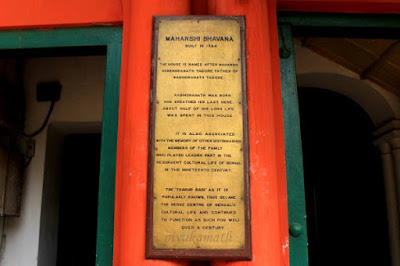 MAHARSHI BHAVANA
BUILT IN 1784
THE HOUSE IS NAMED AFTER MAHARSHI
DEBENDRANATH TAGORE FATHER OF
RABINDRANATH TAGORE.
RABINDRANATH WAS BORN
AND BREATHED HIS LAST HERE.
ABOUT HALF OF HIS LONG LIFE
WAS SPENT IN THIS HOUSE
IT IS ALSO ASSOCIATED
WITH THE MEMORY OF OTHER DISTINGUISHED
MEMBERS OF THE FAMILY
WHO PLAYED LEADING PART IN THE
RESURGENT CULTURAL LIFE OF BENGAL
IN THE NINETEENTH CENTURY.
THE 'THAKUR BARI' AS IT IS
POPULARLY KNOWN, THUS BECAME
THE NERVE CENTRE OF BENGAL'S
CULTURAL LIFE AND CONTINUED
TO FUNCTION AS SUCH FOR WELL
OVER A CENTURY